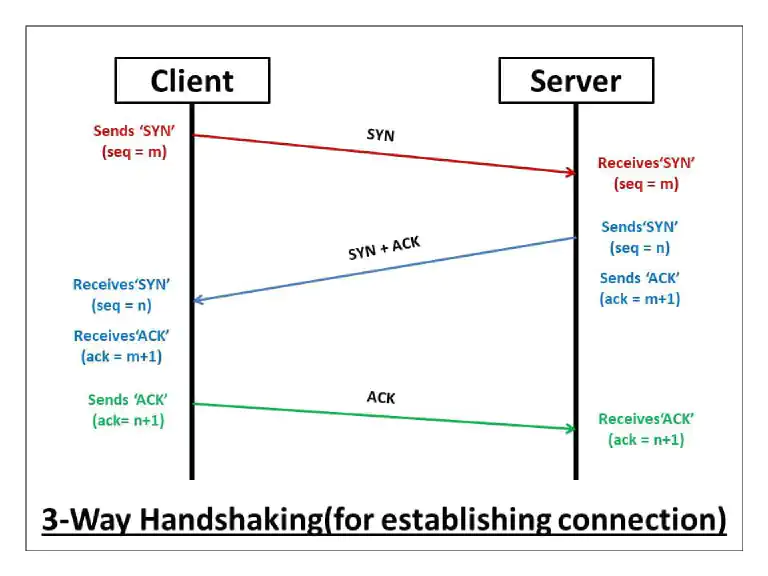 Client
Server
Sends ‘SYN’
(seq = m)
SYN
Receives‘SYN’
(seq = m)
Sends‘SYN’
(seq = n)
SYN + ACK
Sends ‘ACK’
(ack = m+1)
Receives‘SYN’
(seq = n)
Receives‘ACK’
(ack = m+1)
Sends ‘ACK’
(ack= n+1)
ACK
Receives‘ACK’
(ack = n+1)
3-Way Handshaking(for establishing connection)